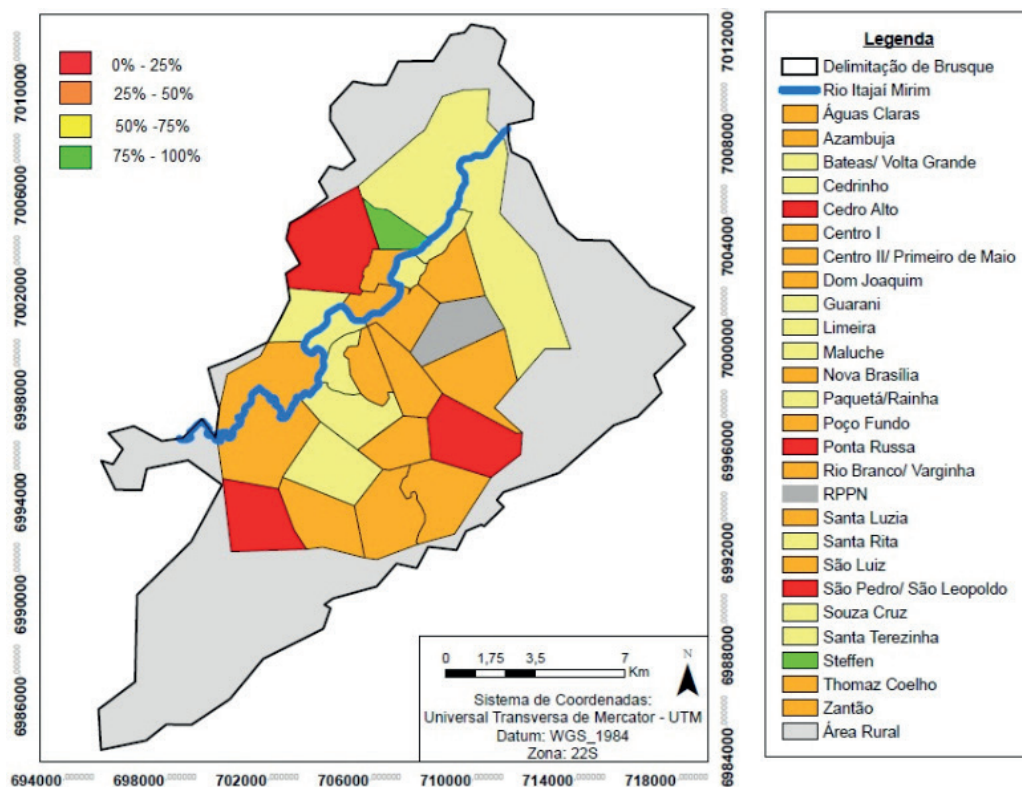 0% - 25%
25% - 50%
50% -75%
75% - 100%
Legenda
Delimitação de Brusque
Rio Itajaí Mirim
Águas Claras
Azambuja
Bateas/ Volta Grande
Cedrinho
Cedro Alto
Centro I
Centro II/ Primeiro de Maio
Dom Joaquim
Guarani
Limeira
Maluche
Nova Brasília
Paquetá/Rainha
Poço Fundo
Ponta Russa
Rio Branco/ Varginha
RPPN
Santa Luzia
Santa Rita
São Luiz
São Pedro/ São Leopoldo
Souza Cruz
Santa Terezinha
Steffen
Thomaz Coelho
Zantão
Área Rural
0 1,75 3,5 7
Km
N
Sistema de Coordenadas:
Universal Transversa de Mercator - UTM
Datum: WGS_1984
Zona: 22S
7010000
7006000
7002000
6998000
6994000
6990000
6986000
7012000
7008000
7004000
7000000
6996000
6992000
6988000
6984000
694000 698000 702000 706000 710000 714000 718000